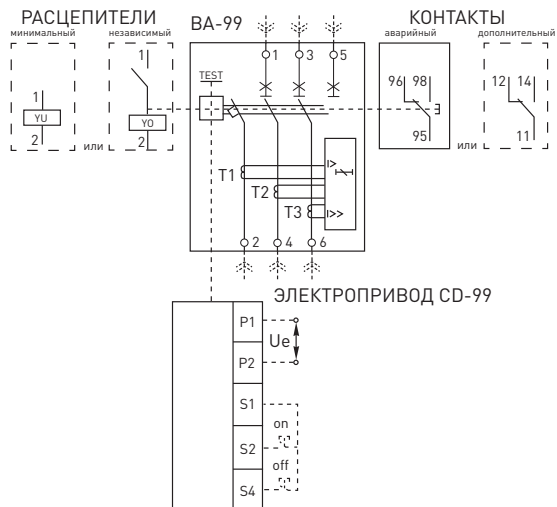 РАСЦЕПИТЕЛИ
минимальный
независимый
ВА-99
КОНТАКТЫ
аварийный
дополнительный
1
YU
2
или
1
YO
2
TEST
1
3
5
T1
T2
T3
I>
I>>
2
4
6
96
98
95
или
12
14
11
ЭЛЕКТРОПРИВОД CD-99
P1
Ue
P2
S1
on
S2
off
S4